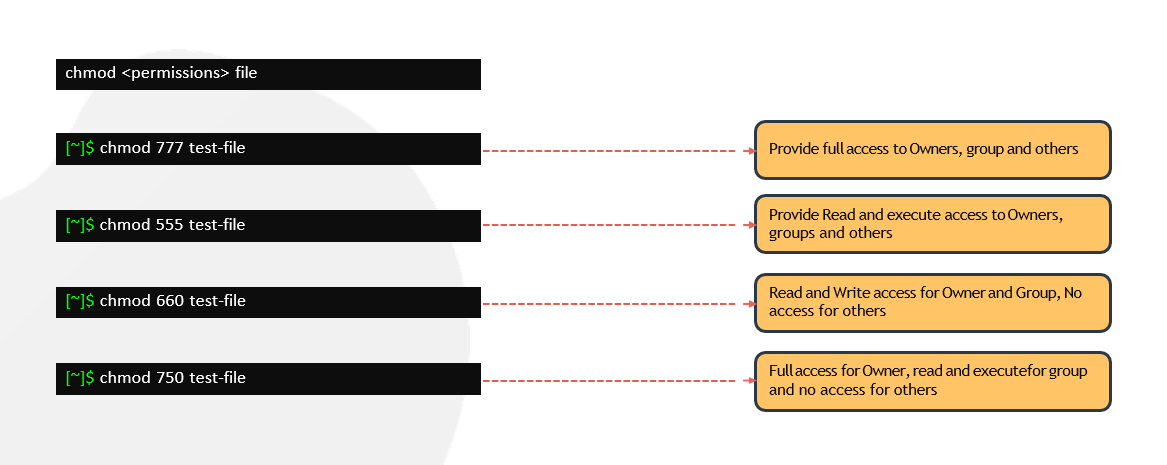 chmod <permissions> file
[~]$ chmod 777 test-file
Provide full access to Owners, group and others
[~]$ chmod 555 test-file
Provide Read and execute access to Owners,
groups and others
[~]$ chmod 660 test-file
Read and Write access for Owner and Group, No
access for others
[~]$ chmod 750 test-file
Full access for Owner, read and executefor group
and no access for others